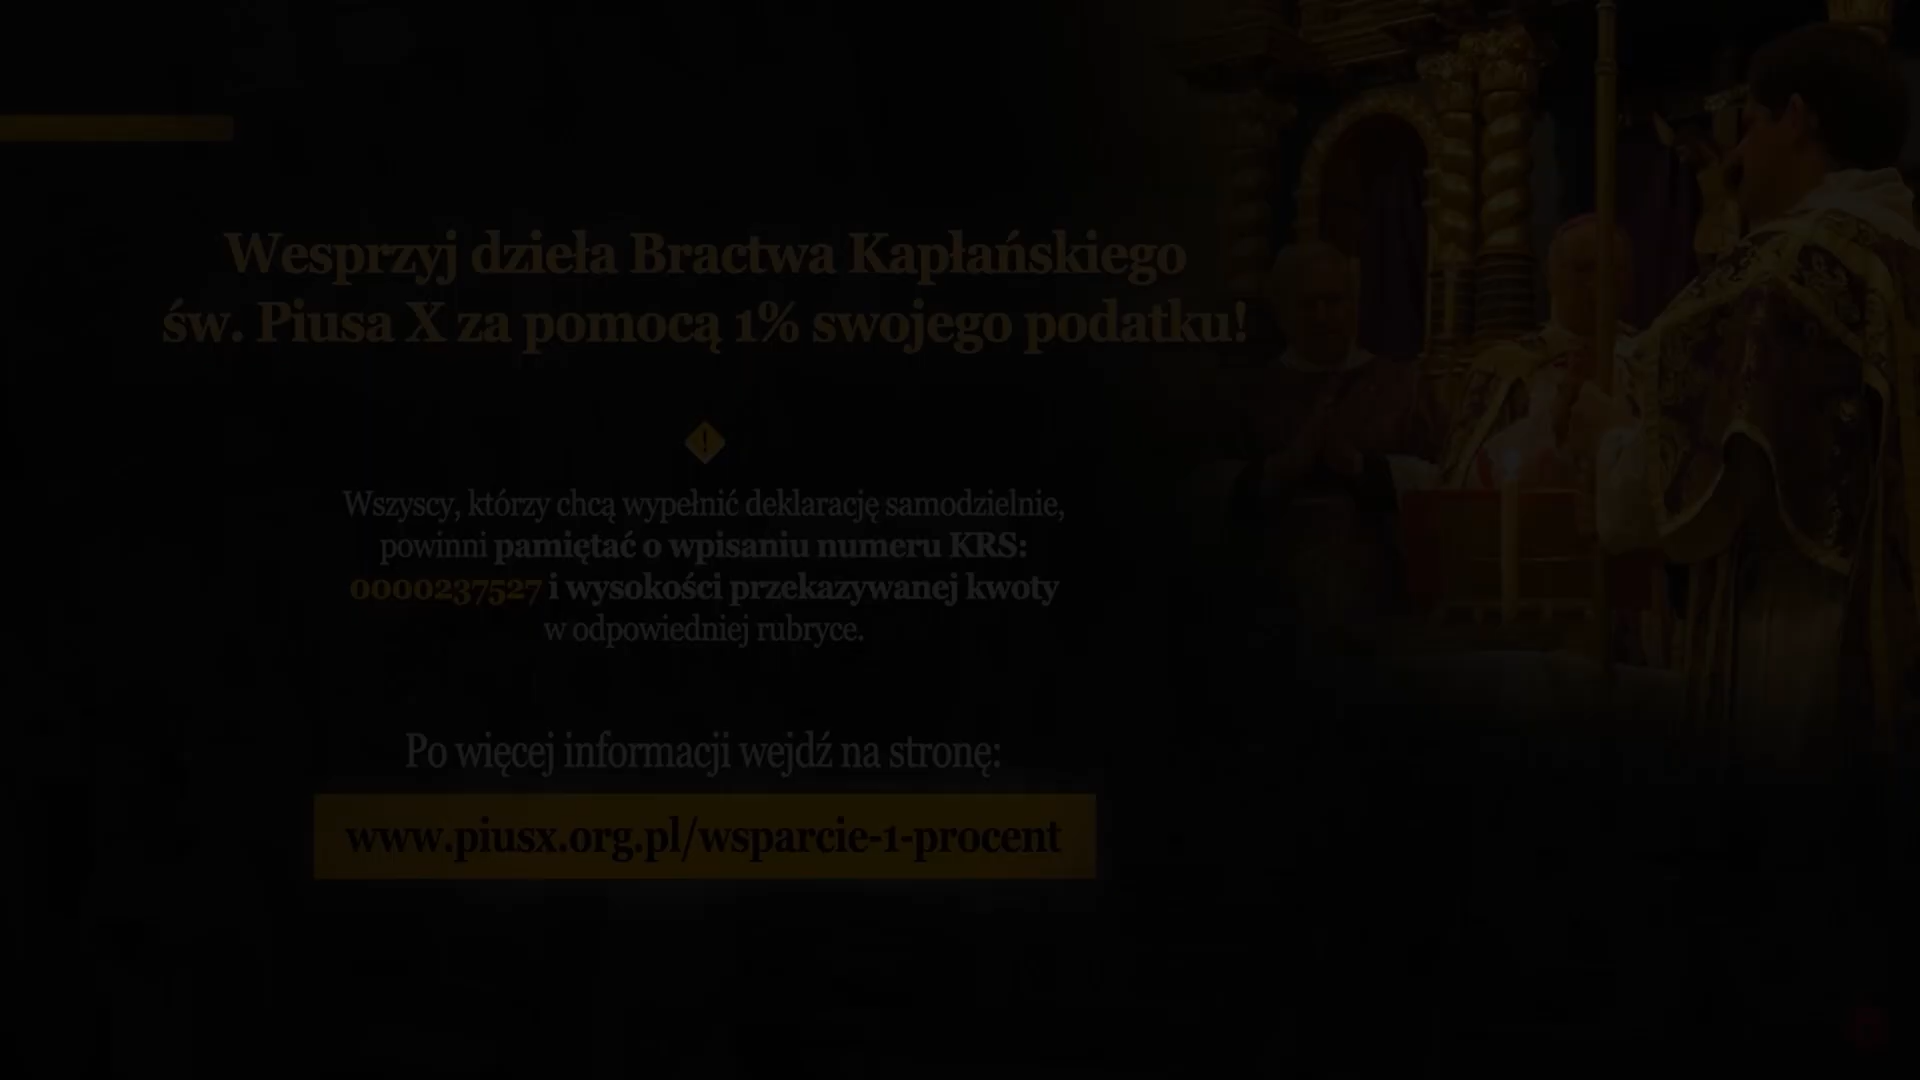 Wesprzyj dzieła Bractwa Kapłańskiego
św. Piusa X za pomocą 1% swojego podatku!
!
Wszyscy, którzy chcą wypełnić deklarację samodzielnie,
powinni pamiętać o wpisaniu numeru KRS:
0000237527 i wysokości przekazywanej kwoty
w odpowiedniej rubryce.
Po więcej informacji wejdź na stronę:
www.piusx.org.pl/wsparcie-1-procent